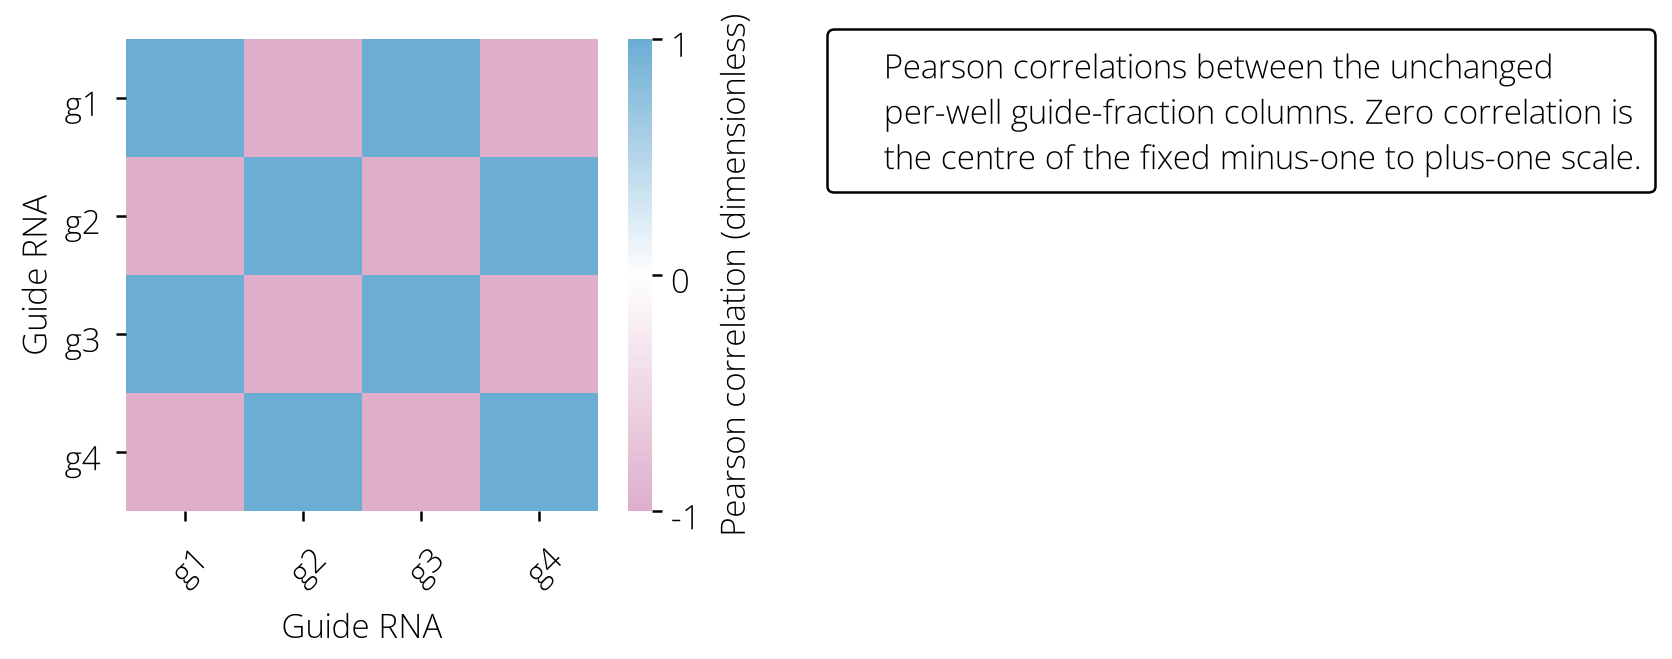 g1
g2
g3
g4
Guide RNA
g1
g2
g3
g4
Guide RNA
1
0
-1
Pearson correlation (dimensionless)
Pearson correlations between the unchanged
per-well guide-fraction columns. Zero correlation is
the centre of the fixed minus-one to plus-one scale.